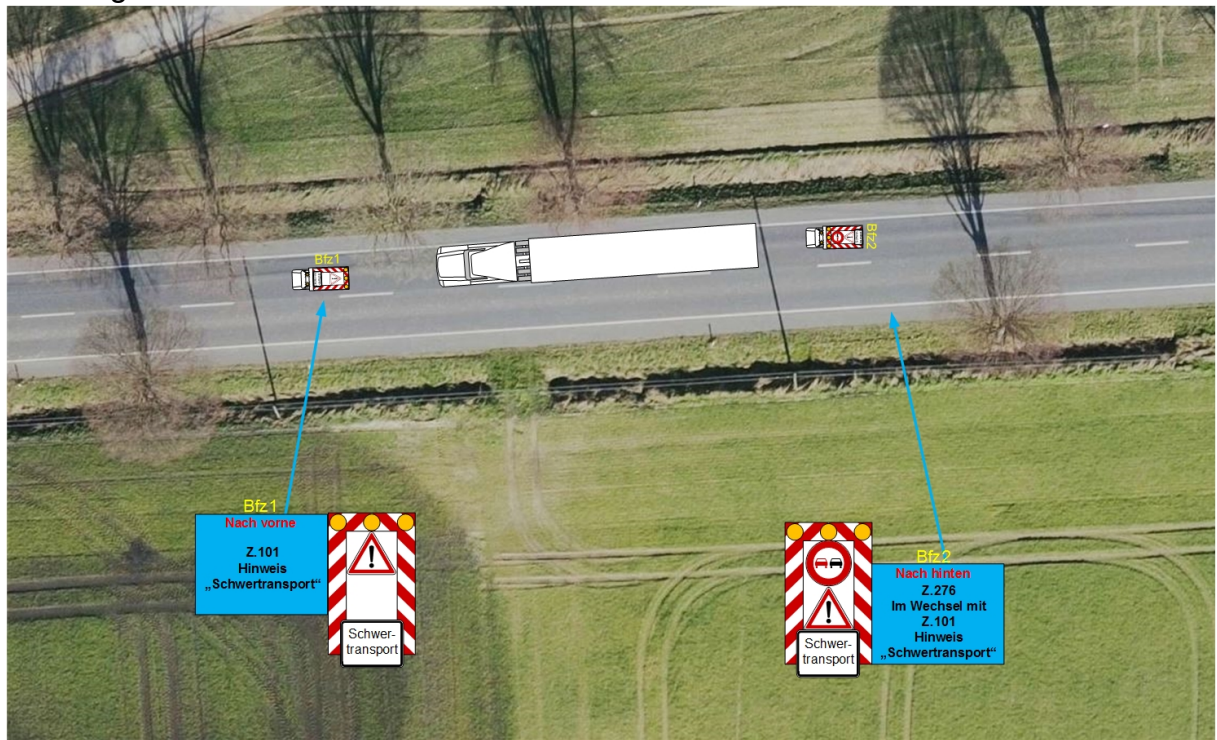 Bfz1
Bfz2
Bfz1
Nach vorne
Z.101
Hinweis
„Schwertransport“
Schwer-
transport
Bfz2
Nach hinten
Z.276
Im Wechsel mit
Z.101
Hinweis
„Schwertransport“
Schwer-
transport